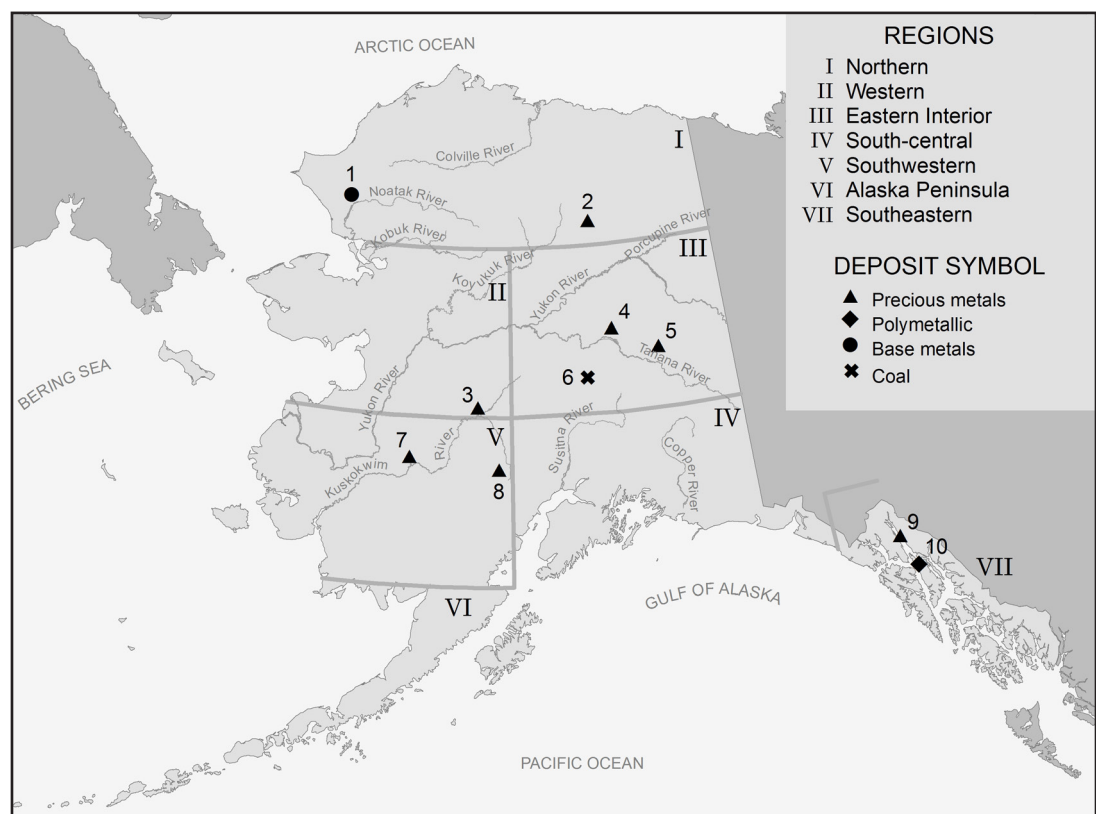 ARCTIC OCEAN
REGIONS
I Northern
II Western
III Eastern Interior
IV South-central
V Southwestern
VI Alaska Peninsula
VII Southeastern
DEPOSIT SYMBOL
Precious metals
Polymetallic
Base metals
Coal
Colville River
I
1
Noatak River
2
Kobuk River
Porcupine River
III
Koyukuk River
II
Yukon River
4
5
Tanana River
BERING SEA
6
Yukon River
3
IV
V
Susitna River
7
River
Kuskokwim
8
Copper River
9
10
VII
GULF OF ALASKA
VI
PACIFIC OCEAN